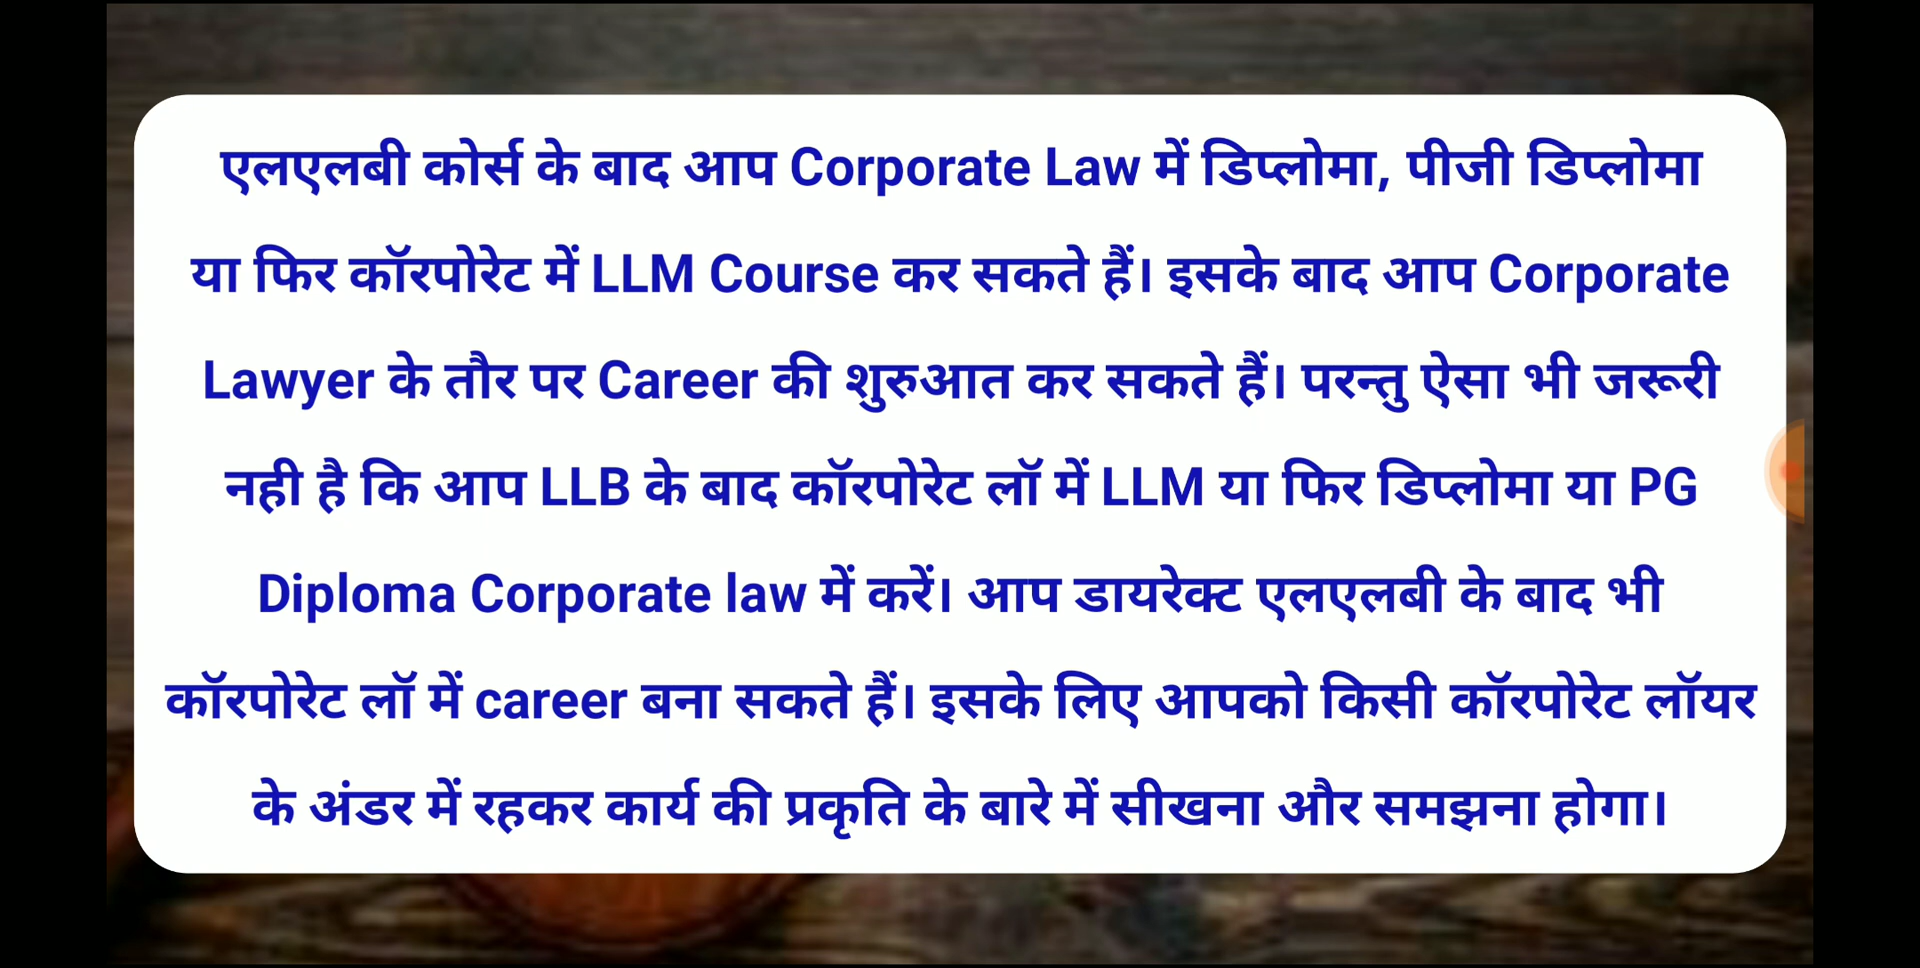 एलएलबी कोर्स के बाद आप Corporate Law में डिप्लोमा, पीजी डिप्लोमा
या फिर कॉरपोरेट में LLM Course कर सकते हैं। इसके बाद आप Corporate
Lawyer के तौर पर Career की शुरुआत कर सकते हैं। परन्तु ऐसा भी जरूरी
नही है कि आप LLB के बाद कॉरपोरेट लॉ में LLM या फिर डिप्लोमा या PG
Diploma Corporate law में करें। आप डायरेक्ट एलएलबी के बाद भी
कॉरपोरेट लॉ में career बना सकते हैं। इसके लिए आपको किसी कॉरपोरेट लॉयर
के अंडर में रहकर कार्य की प्रकृति के बारे में सीखना और समझना होगा।